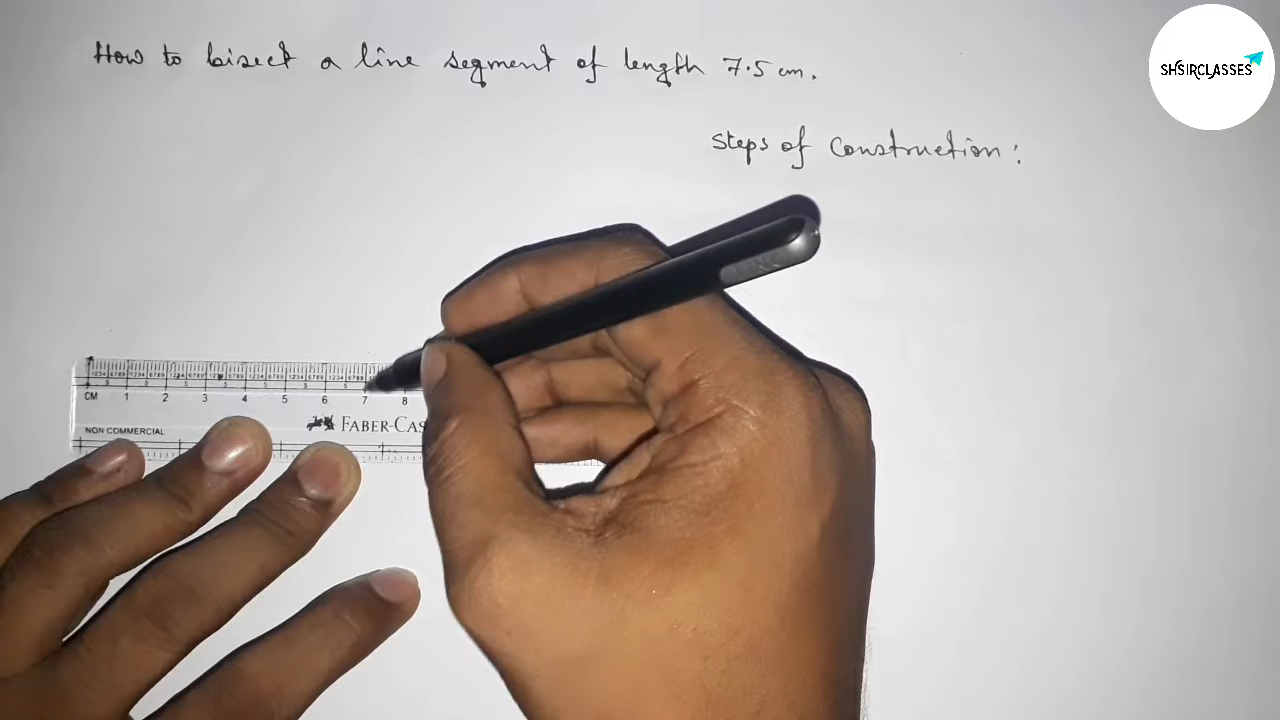 How to bisect a line segment of length 7.5 cm.
SHSIRCLASSES
Steps of construction:
CM 1 2 3 4 5 6 7 8
FABER-CAS
NON COMMERCIAL